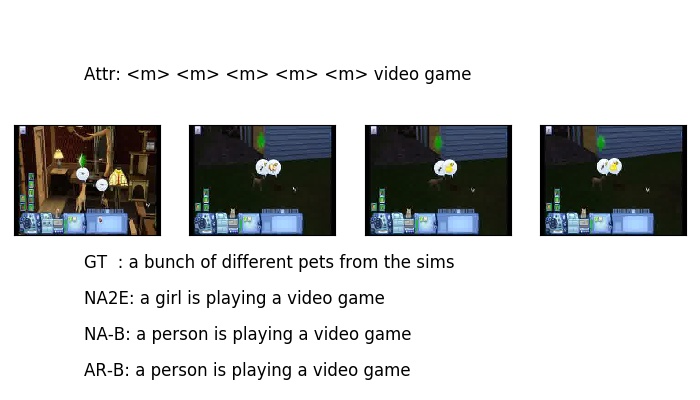 Attr: <m> <m> <m> <m> <m> video game
GT : a bunch of different pets from the sims
NA2E: a girl is playing a video game
NA-B: a person is playing a video game
AR-B: a person is playing a video game